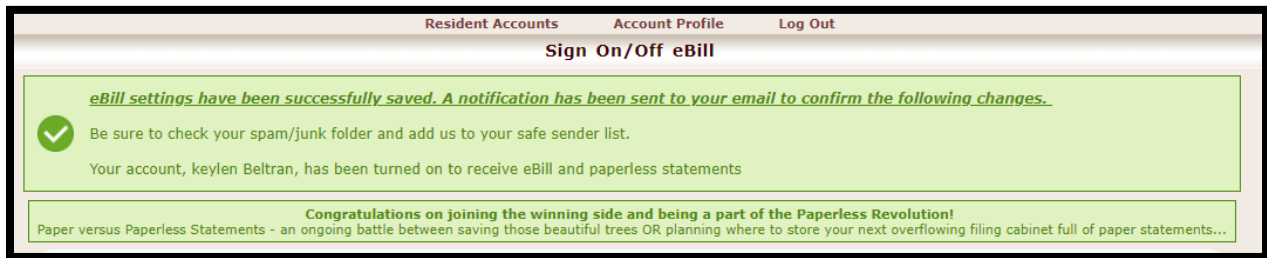 Resident Accounts Account Profile Log Out
Sign On/Off eBill
eBill settings have been successfully saved. A notification has been sent to your email to confirm the following changes.
Be sure to check your spam/junk folder and add us to your safe sender list.
Your account, keylen Beltran, has been turned on to receive eBill and paperless statements
Congratulations on joining the winning side and being a part of the Paperless Revolution!
Paper versus Paperless Statements - an ongoing battle between saving those beautiful trees OR planning where to store your next overflowing filing cabinet full of paper statements...